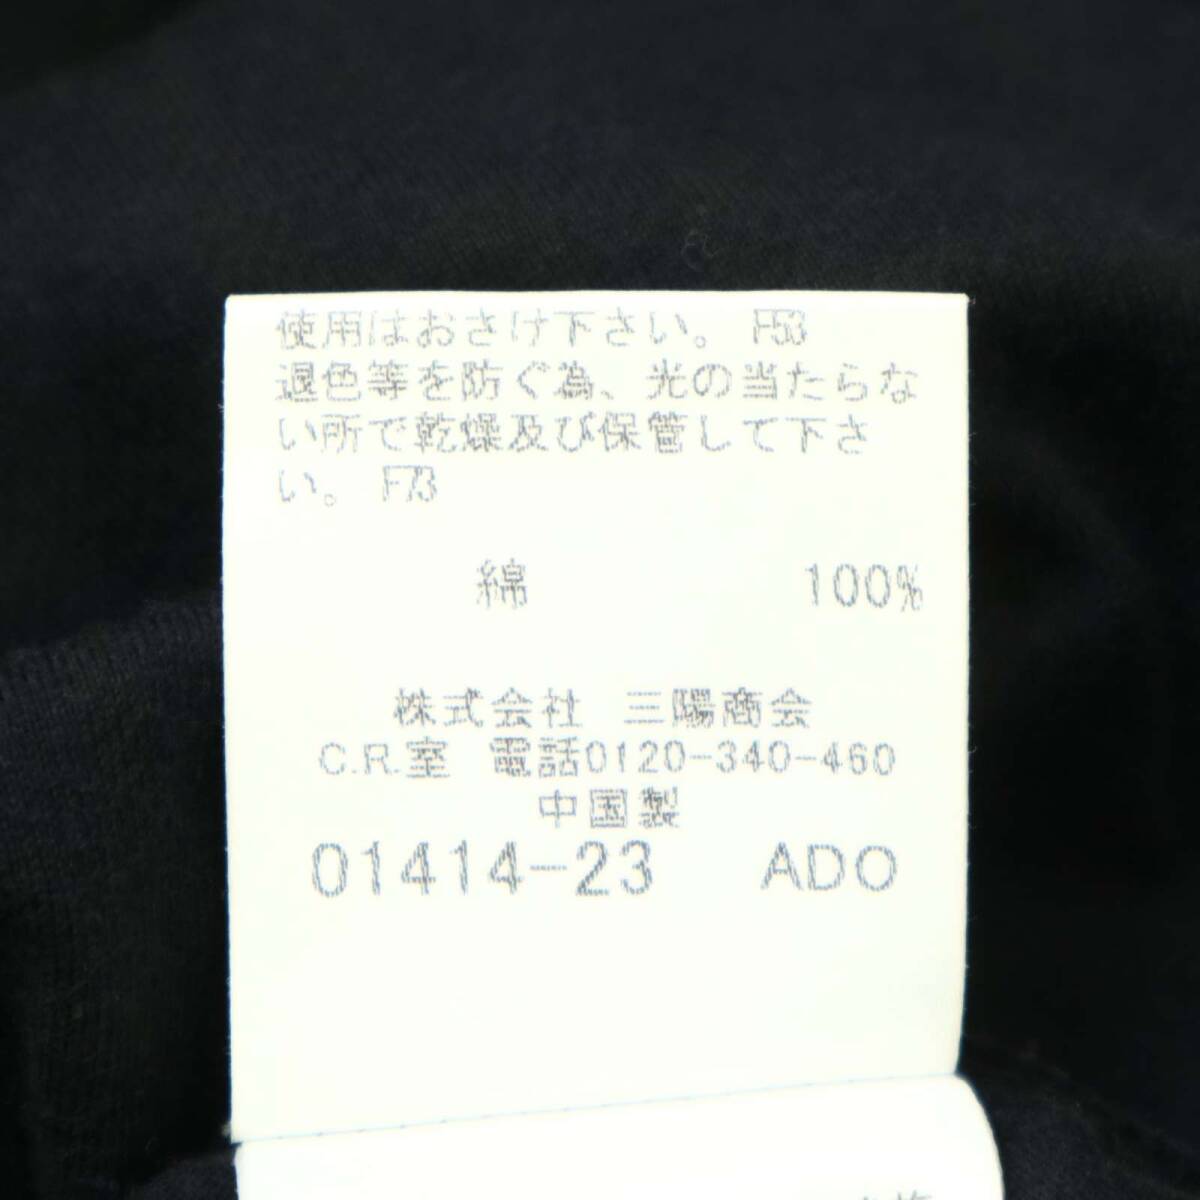 使用はおさけ下さい。 F53
退色等を防ぐ為、光の当たらな
い所で乾燥及び保管して下さ
い。 F73
綿 100%
株式会社 三陽商会
C.R.室 電話0120-340-460
中国製
01414-23 ADO